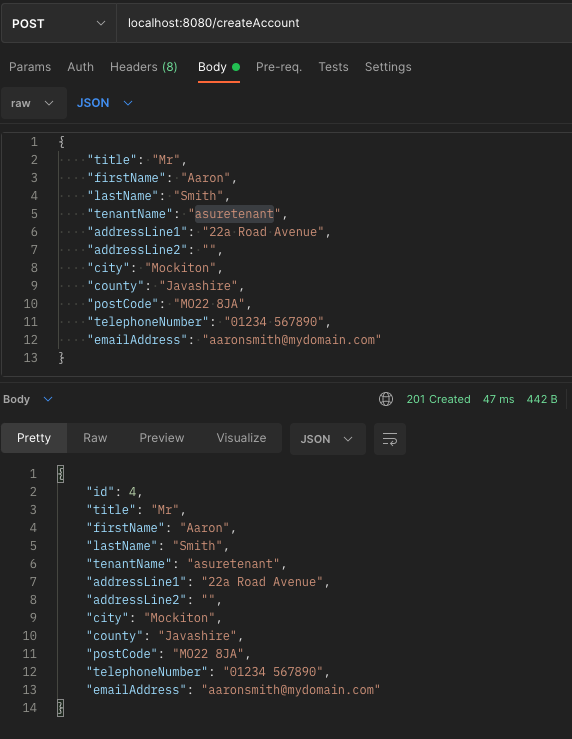 POST localhost:8080/createAccount
Params Auth Headers (8) Body Pre-req. Tests Settings
raw JSON
1 {
2 ····"title":·"Mr",
3 ····"firstName":·"Aaron",
4 ····"lastName":·"Smith",
5 ····"tenantName":·"asuretenant",
6 ····"addressLine1":·"22a·Road·Avenue",
7 ····"addressLine2":·"",
8 ····"city":·"Mockiton",
9 ····"county":·"Javashire",
10 ····"postCode":·"MO22·8JA",
11 ····"telephoneNumber":·"01234·567890",
12 ····"emailAddress":·"aaronsmith@mydomain.com"
13 }
Body 201 Created 47 ms 442 B
Pretty Raw Preview Visualize JSON
1 {
2 "id": 4,
3 "title": "Mr",
4 "firstName": "Aaron",
5 "lastName": "Smith",
6 "tenantName": "asuretenant",
7 "addressLine1": "22a Road Avenue",
8 "addressLine2": "",
9 "city": "Mockiton",
10 "county": "Javashire",
11 "postCode": "MO22 8JA",
12 "telephoneNumber": "01234 567890",
13 "emailAddress": "aaronsmith@mydomain.com"
14 }